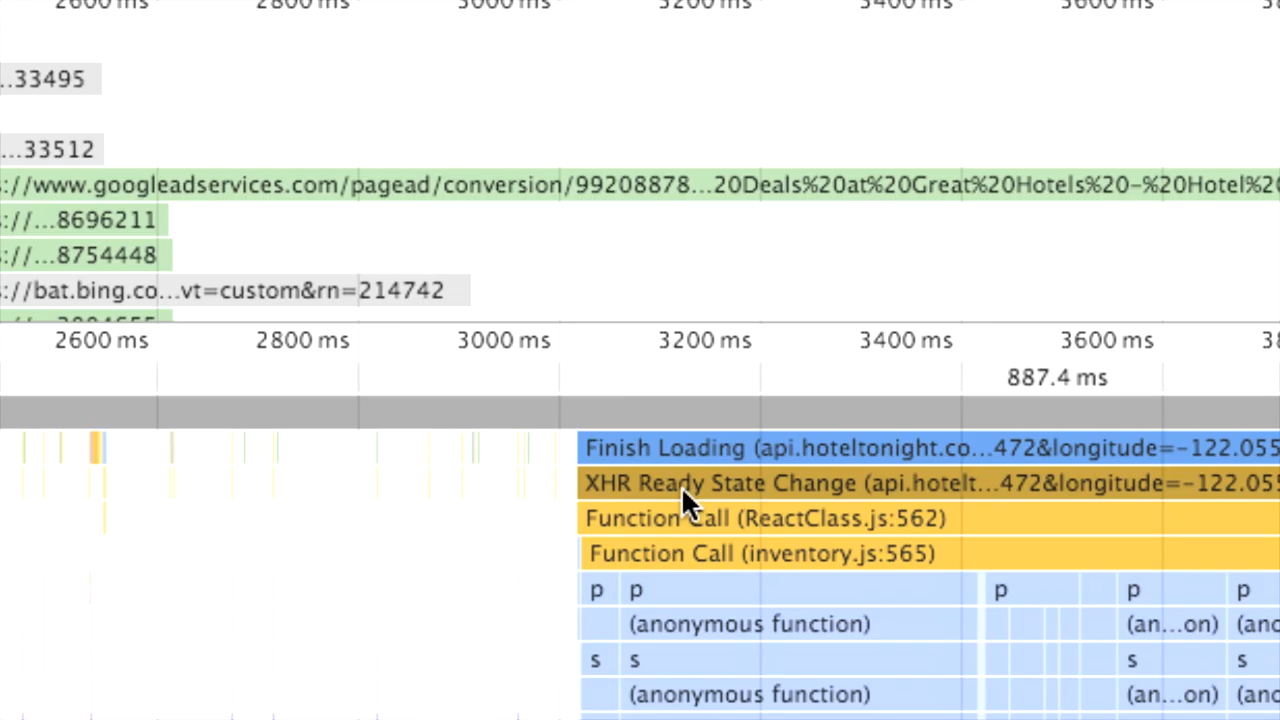 2600 ms 2800 ms 3000 ms 3200 ms 3400 ms 3600 ms
...33495
...33512
s://www.googleadservices.com/pagead/conversion/99208878...20Deals%20at%20Great%20Hotels%20-%20Hotel%20
s://...8696211
s://...8754448
s://bat.bing.co...vt=custom&rn=214742
2600 ms 2800 ms 3000 ms 3200 ms 3400 ms 3600 ms
887.4 ms
Finish Loading (api.hoteltonight.co...472&longitude=-122.055
XHR Ready State Change (api.hotelt...472&longitude=-122.055
Function Call (ReactClass.js:562)
Function Call (inventory.js:565)
p p p p p
(anonymous function) (an...on) (ano
s s s s
(anonymous function) (an...on) (ano